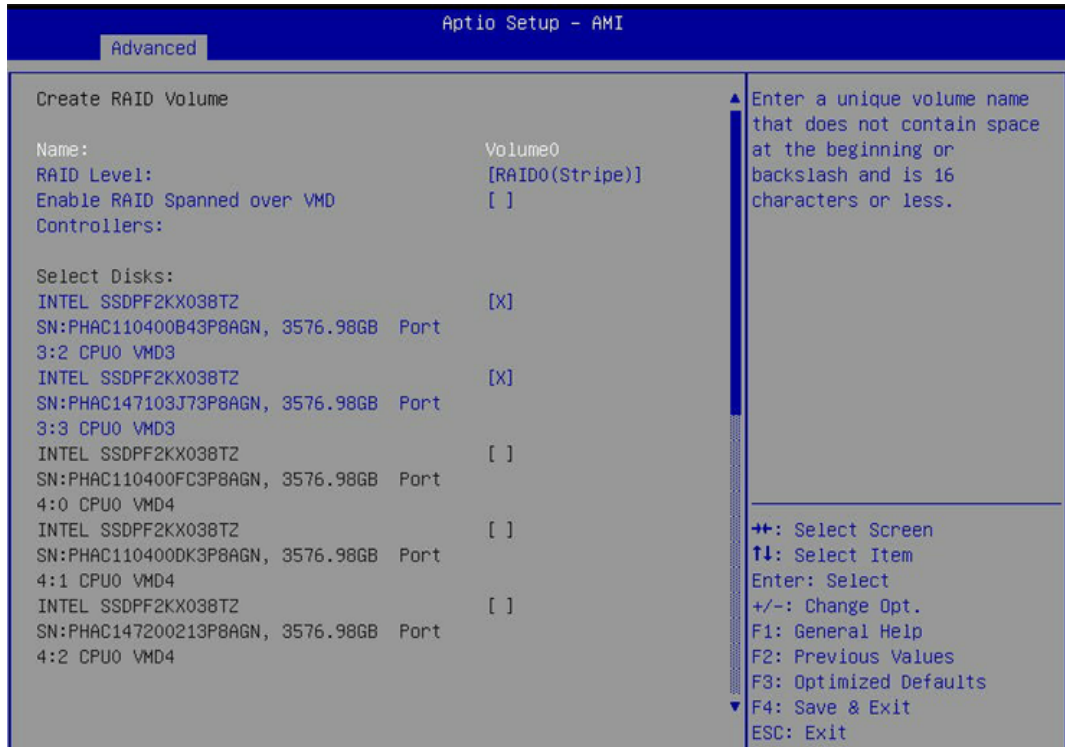 Aptio Setup – AMI
Advanced
Create RAID Volume
Name: Volume0
RAID Level: [RAID0(Stripe)]
Enable RAID Spanned over VMD [ ]
Controllers:
Select Disks:
INTEL SSDPF2KX038TZ [X]
SN:PHAC110400B43P8AGN, 3576.98GB Port
3:2 CPU0 VMD3
INTEL SSDPF2KX038TZ [X]
SN:PHAC147103J73P8AGN, 3576.98GB Port
3:3 CPU0 VMD3
INTEL SSDPF2KX038TZ [ ]
SN:PHAC110400FC3P8AGN, 3576.98GB Port
4:0 CPU0 VMD4
INTEL SSDPF2KX038TZ [ ]
SN:PHAC110400DK3P8AGN, 3576.98GB Port
4:1 CPU0 VMD4
INTEL SSDPF2KX038TZ [ ]
SN:PHAC147200213P8AGN, 3576.98GB Port
4:2 CPU0 VMD4
Enter a unique volume name
that does not contain space
at the beginning or
backslash and is 16
characters or less.
→←: Select Screen
↑↓: Select Item
Enter: Select
+/-: Change Opt.
F1: General Help
F2: Previous Values
F3: Optimized Defaults
F4: Save & Exit
ESC: Exit